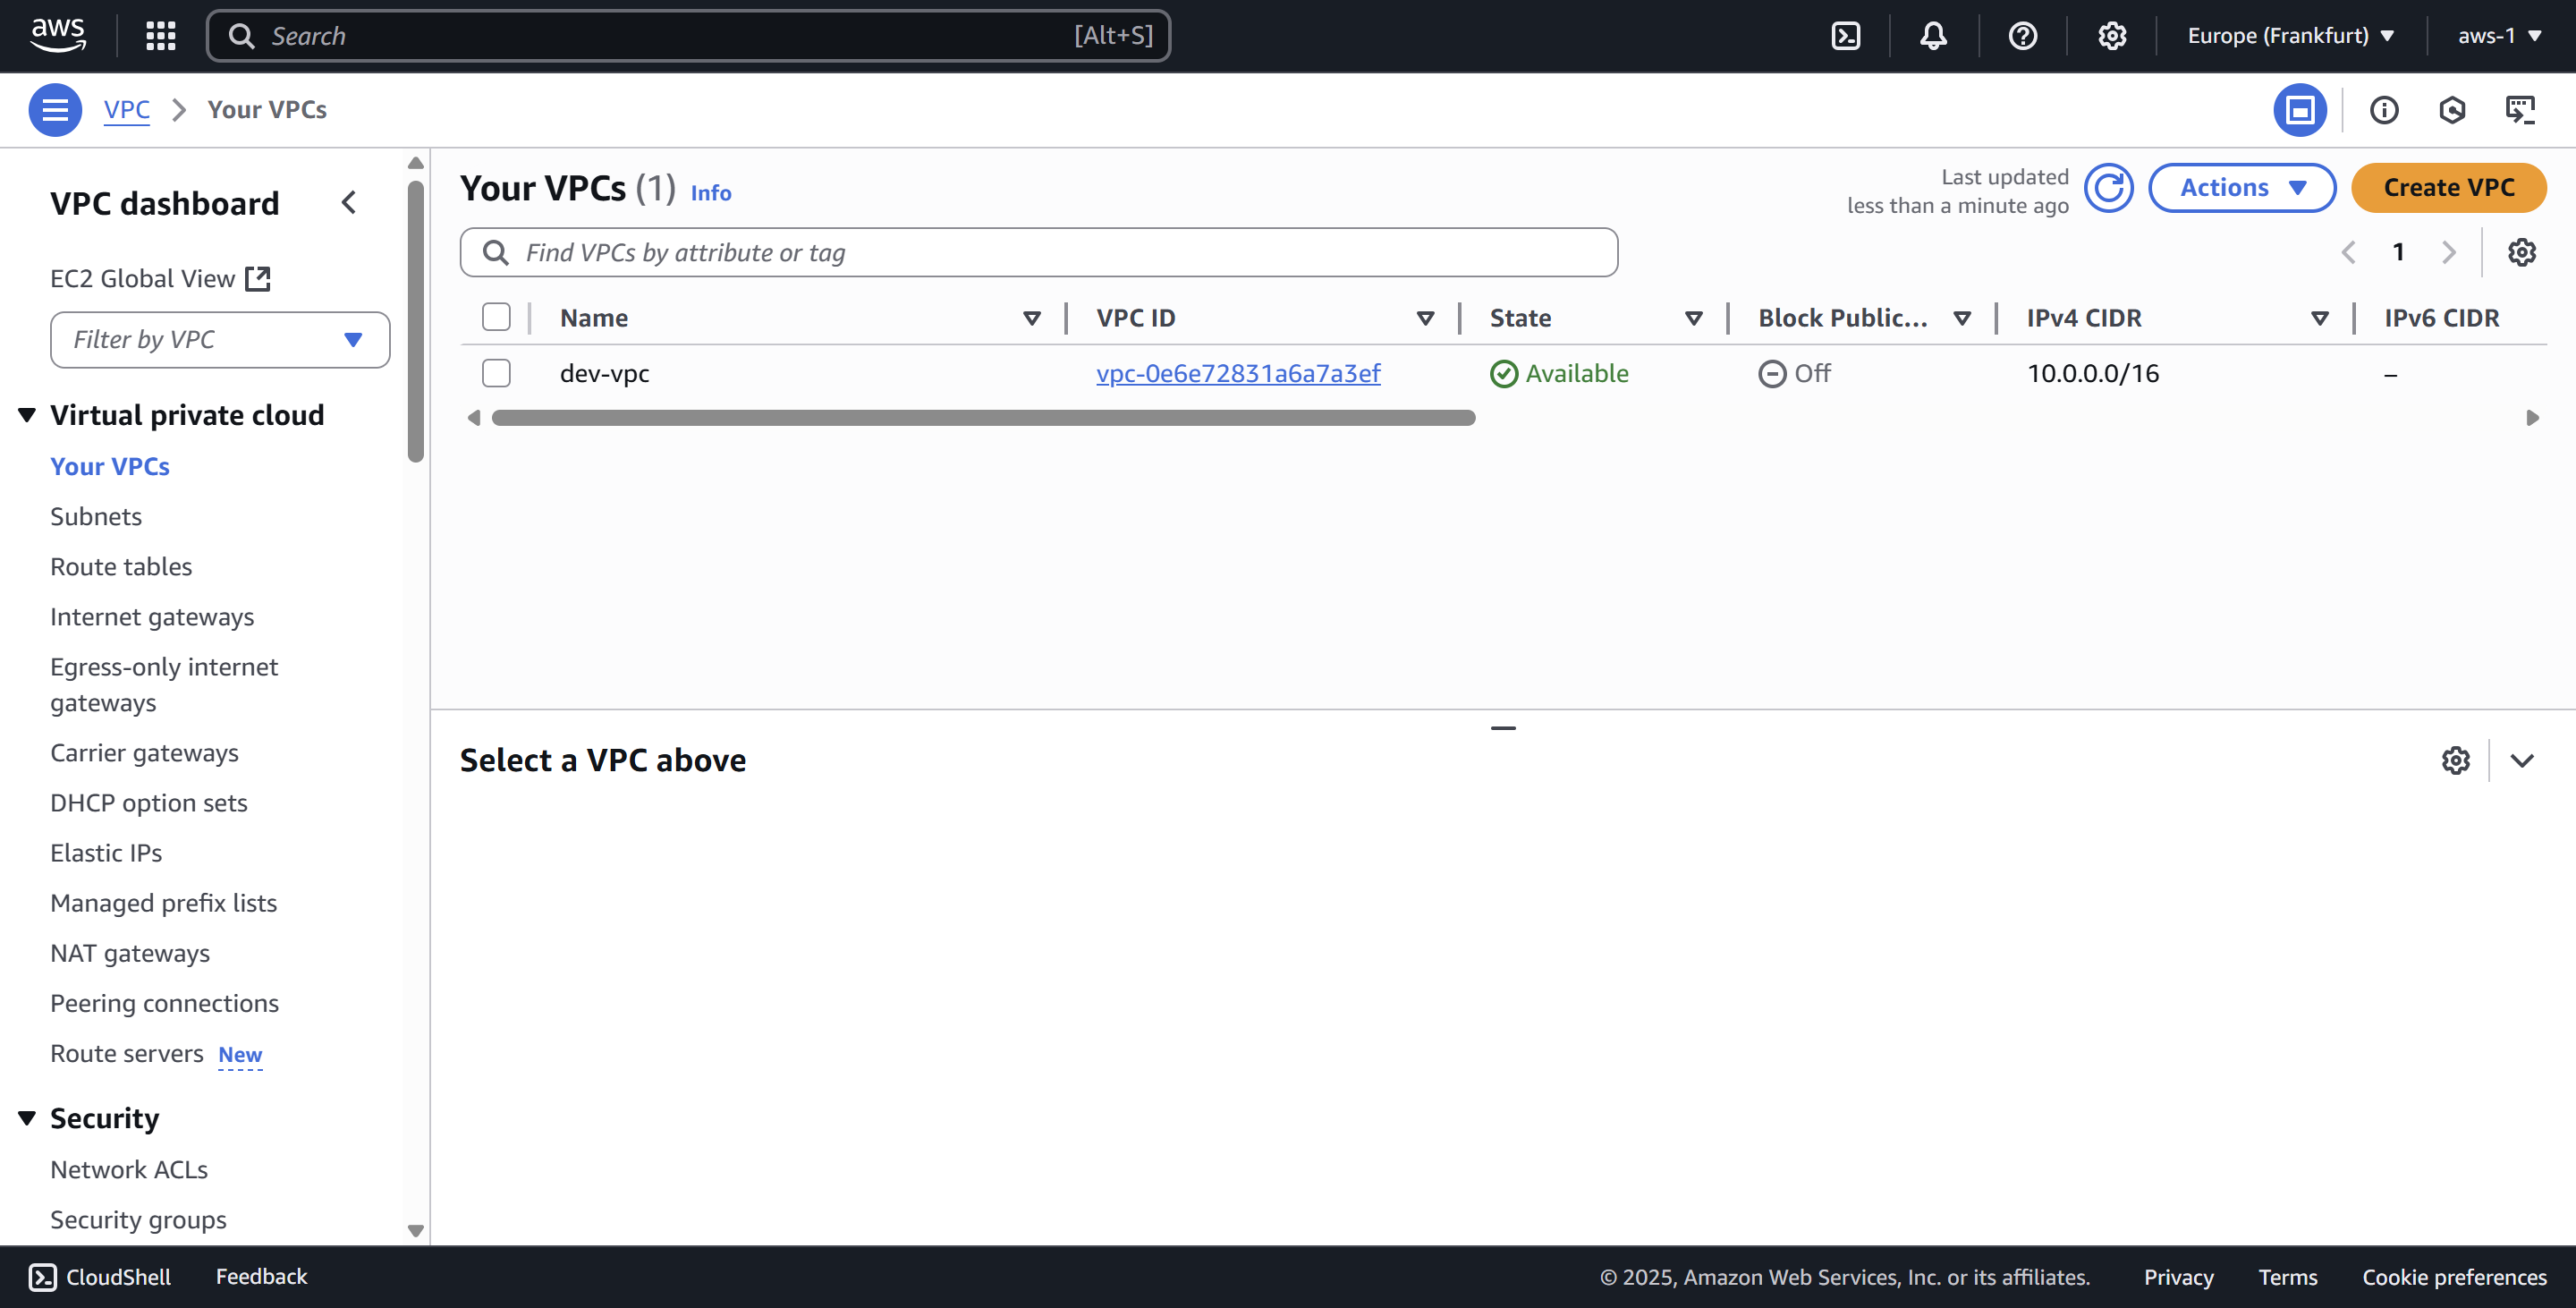 aws
Search [Alt+S]
Europe (Frankfurt)
aws-1
VPC
Your VPCs
VPC dashboard
EC2 Global View
Filter by VPC
Virtual private cloud
Your VPCs
Subnets
Route tables
Internet gateways
Egress-only internet
gateways
Carrier gateways
DHCP option sets
Elastic IPs
Managed prefix lists
NAT gateways
Peering connections
Route servers New
Security
Network ACLs
Security groups
Your VPCs (1) Info
Last updated
less than a minute ago
Actions
Create VPC
Find VPCs by attribute or tag
1
Name VPC ID State Block Public... IPv4 CIDR IPv6 CIDR
dev-vpc vpc-0e6e72831a6a7a3ef Available Off 10.0.0.0/16 –
Select a VPC above
CloudShell Feedback © 2025, Amazon Web Services, Inc. or its affiliates. Privacy Terms Cookie preferences